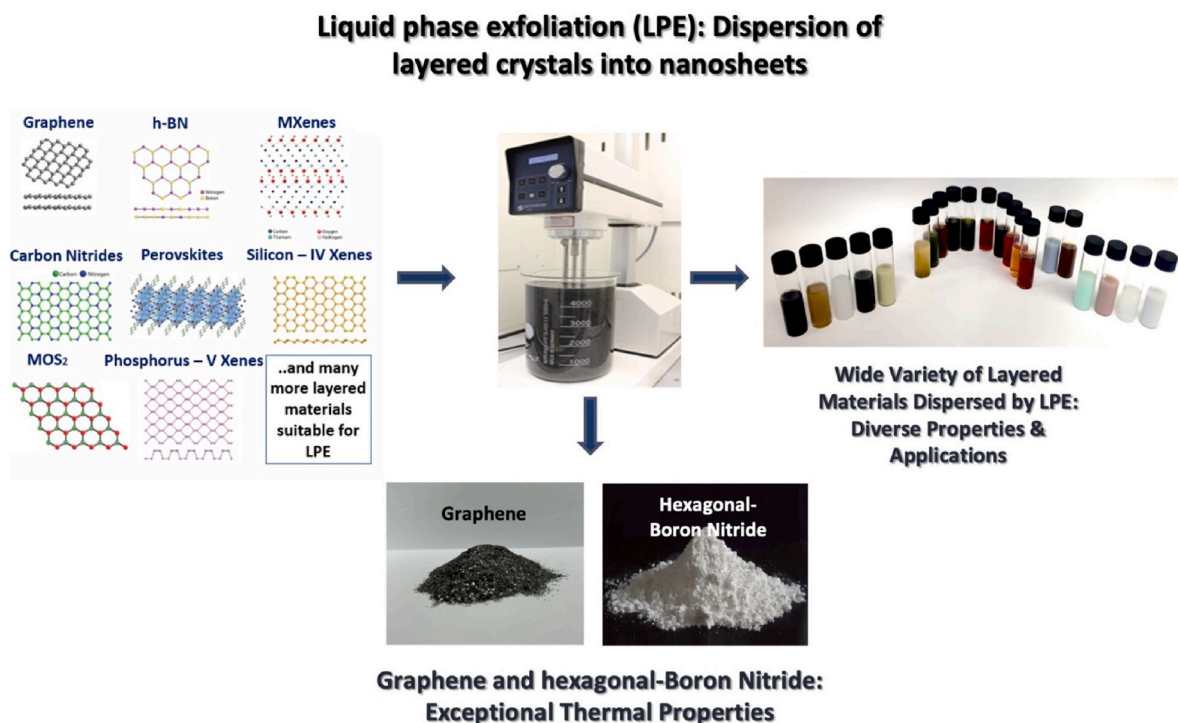 Liquid phase exfoliation (LPE): Dispersion of
layered crystals into nanosheets
Graphene
h-BN
Nitrogen
Boron
MXenes
Carbon
Titanium
Oxygen
Hydrogen
Carbon Nitrides
Carbon
Nitrogen
Perovskites
Silicon – IV Xenes
MOS₂
Phosphorus – V Xenes
..and many
more layered
materials
suitable for
LPE
4000
3000
2000
1000
Wide Variety of Layered
Materials Dispersed by LPE:
Diverse Properties &
Applications
Graphene
Hexagonal-
Boron Nitride
Graphene and hexagonal-Boron Nitride:
Exceptional Thermal Properties